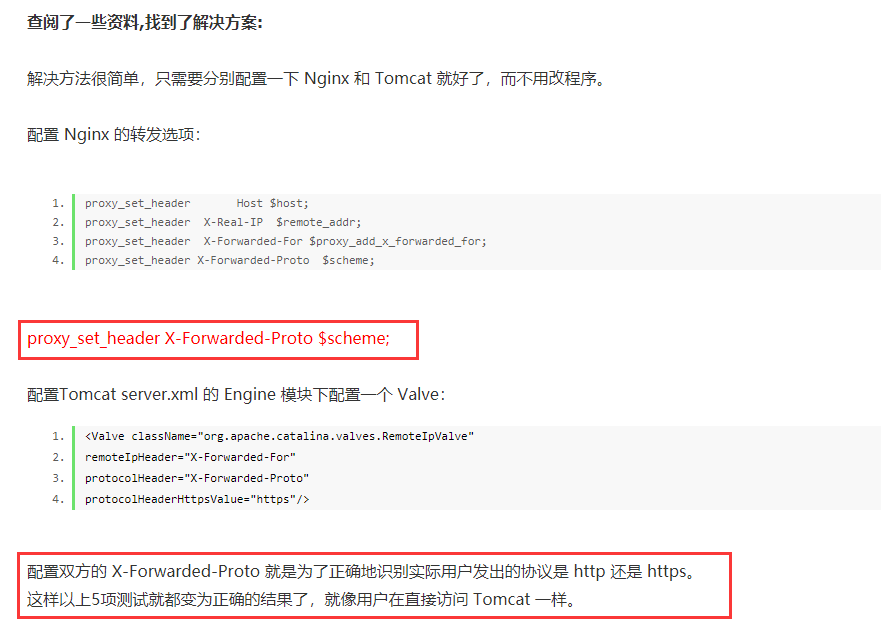 查阅了一些资料,找到了解决方案:
解决方法很简单，只需要分别配置一下 Nginx 和 Tomcat 就好了，而不用改程序。
配置 Nginx 的转发选项：
1. proxy_set_header       Host $host;
2. proxy_set_header  X-Real-IP  $remote_addr;
3. proxy_set_header  X-Forwarded-For $proxy_add_x_forwarded_for;
4. proxy_set_header X-Forwarded-Proto  $scheme;
proxy_set_header X-Forwarded-Proto $scheme;
配置Tomcat server.xml 的 Engine 模块下配置一个 Valve：
1. <Valve className="org.apache.catalina.valves.RemoteIpValve"
2. remoteIpHeader="X-Forwarded-For"
3. protocolHeader="X-Forwarded-Proto"
4. protocolHeaderHttpsValue="https"/>
配置双方的 X-Forwarded-Proto 就是为了正确地识别实际用户发出的协议是 http 还是 https。
这样以上5项测试就都变为正确的结果了，就像用户在直接访问 Tomcat 一样。